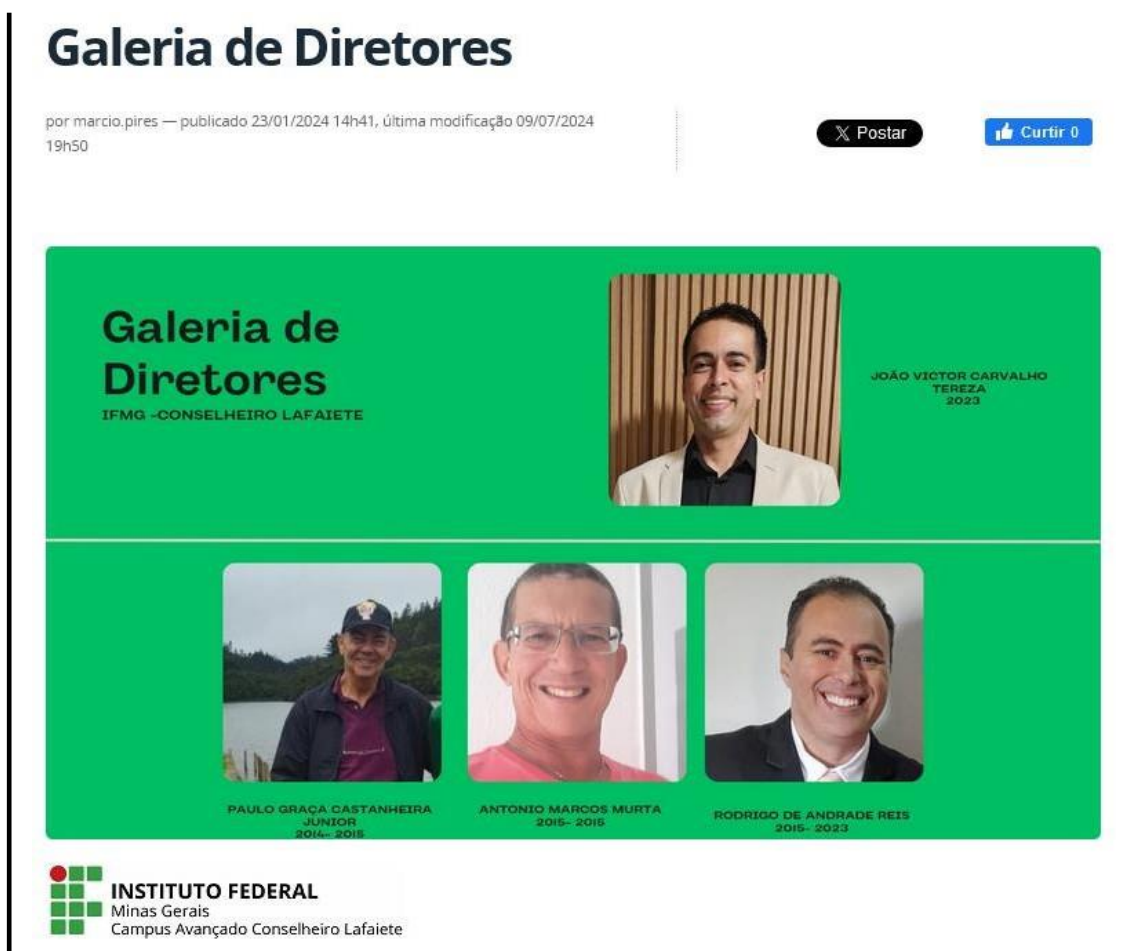 Galeria de Diretores
por marcio.pires — publicado 23/01/2024 14h41, última modificação 09/07/2024
19h50
X Postar
Curtir 0
Galeria de
Diretores
IFMG -CONSELHEIRO LAFAIETE
JOÃO VICTOR CARVALHO
TEREZA
2023
PAULO GRAÇA CASTANHEIRA
JUNIOR
2014- 2015
ANTONIO MARCOS MURTA
2015- 2015
RODRIGO DE ANDRADE REIS
2015- 2023
INSTITUTO FEDERAL
Minas Gerais
Campus Avançado Conselheiro Lafaiete